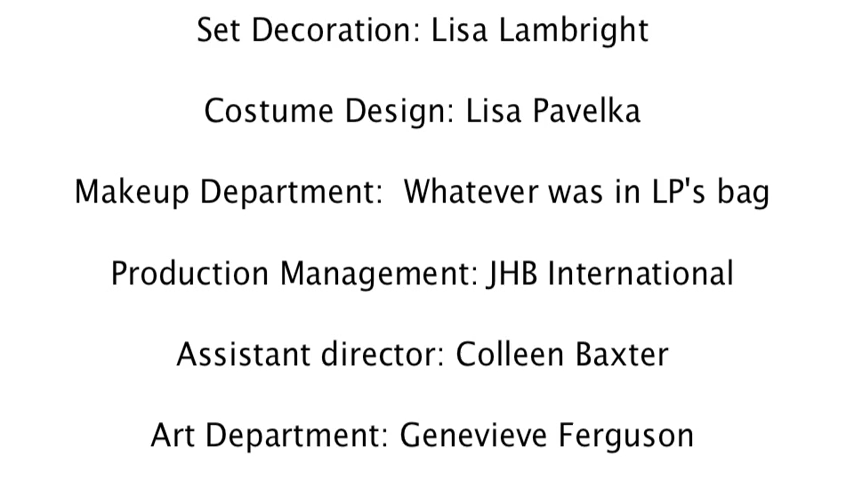 Set Decoration: Lisa Lambright
Costume Design: Lisa Pavelka
Makeup Department:  Whatever was in LP's bag
Production Management: JHB International
Assistant director: Colleen Baxter
Art Department: Genevieve Ferguson